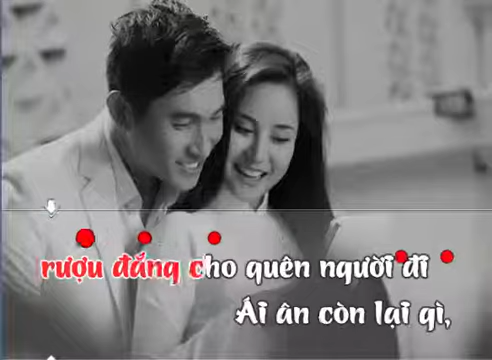 rượu đắng cho quên người đi
Ái ân còn lại gì,